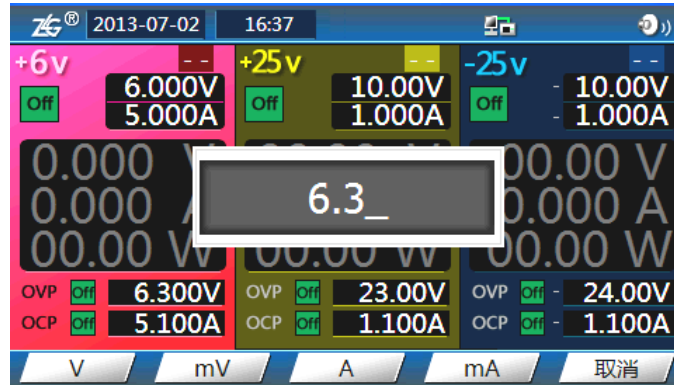 ZLG® 2013-07-02 16:37
+6v -- +25v -- -25v --
Off 6.000V Off 10.00V Off - 10.00V
5.000A 1.000A - 1.000A
0.000 V 00.00 V
0.000 A 0.000 A
00.00 W 00.00 W 00.00 W
6.3_
OVP Off 6.300V OVP Off 23.00V OVP Off - 24.00V
OCP Off 5.100A OCP Off 1.100A OCP Off - 1.100A
V mV A mA 取消